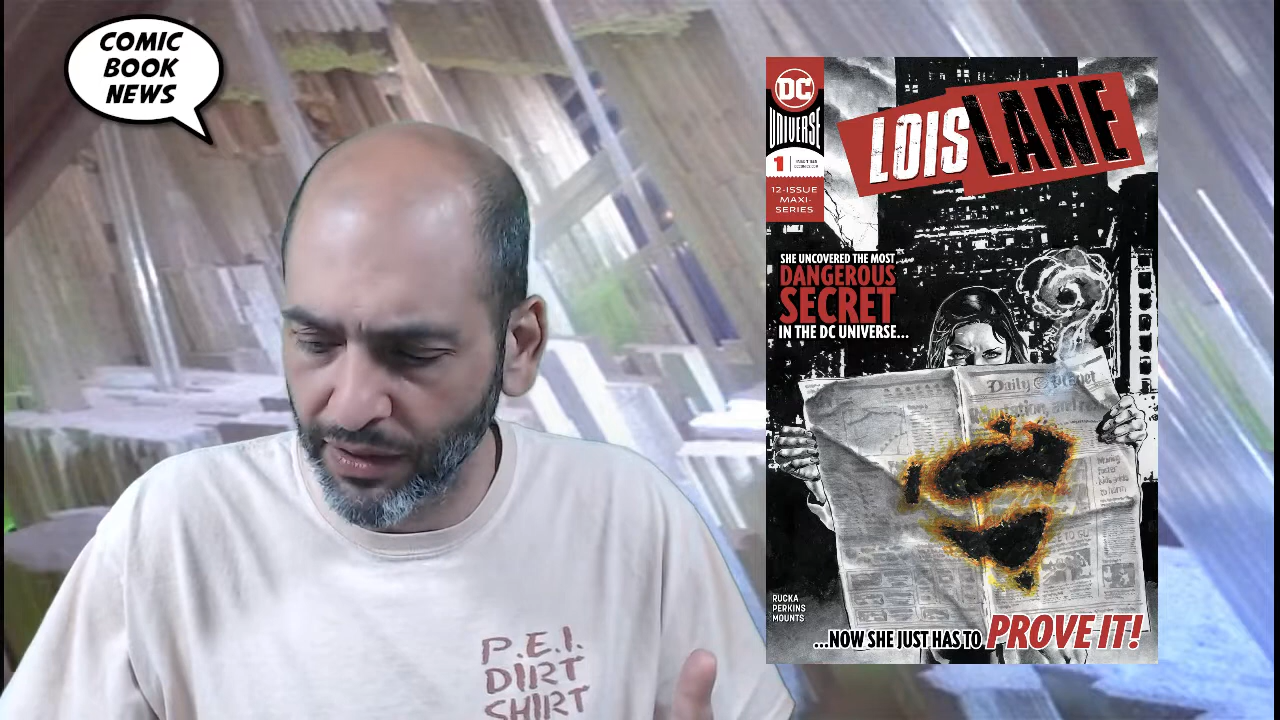 COMIC
BOOK
NEWS
DC
UNIVERSE
1
12-ISSUE
MAXI-
SERIES
LOIS LANE
SHE UNCOVERED THE MOST
DANGEROUS
SECRET
IN THE DC UNIVERSE...
Daily Planet
RUCKA
PERKINS
MOUNTS
...NOW SHE JUST HAS TO PROVE IT!
P.E.I.
DIRT
SHIRT